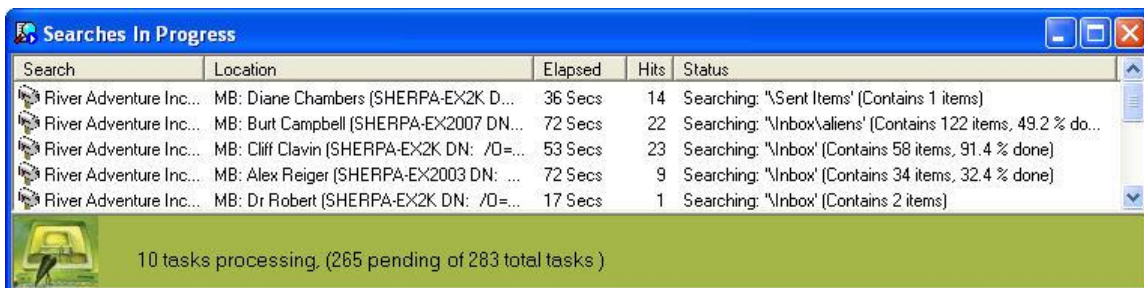 Searches In Progress
Search Location Elapsed Hits Status
River Adventure Inc... MB: Diane Chambers (SHERPA-EX2K D... 36 Secs 14 Searching: '\Sent Items' (Contains 1 items)
River Adventure Inc... MB: Burt Campbell (SHERPA-EX2007 DN... 72 Secs 22 Searching: '\Inbox\aliens' (Contains 122 items, 49.2 % do...
River Adventure Inc... MB: Cliff Clavin (SHERPA-EX2K DN: /O=... 53 Secs 23 Searching: '\Inbox' (Contains 58 items, 91.4 % done)
River Adventure Inc... MB: Alex Reiger (SHERPA-EX2003 DN: ... 72 Secs 9 Searching: '\Inbox' (Contains 34 items, 32.4 % done)
River Adventure Inc... MB: Dr Robert (SHERPA-EX2K DN: /O=... 17 Secs 1 Searching: '\Inbox' (Contains 2 items)
10 tasks processing, (265 pending of 283 total tasks )